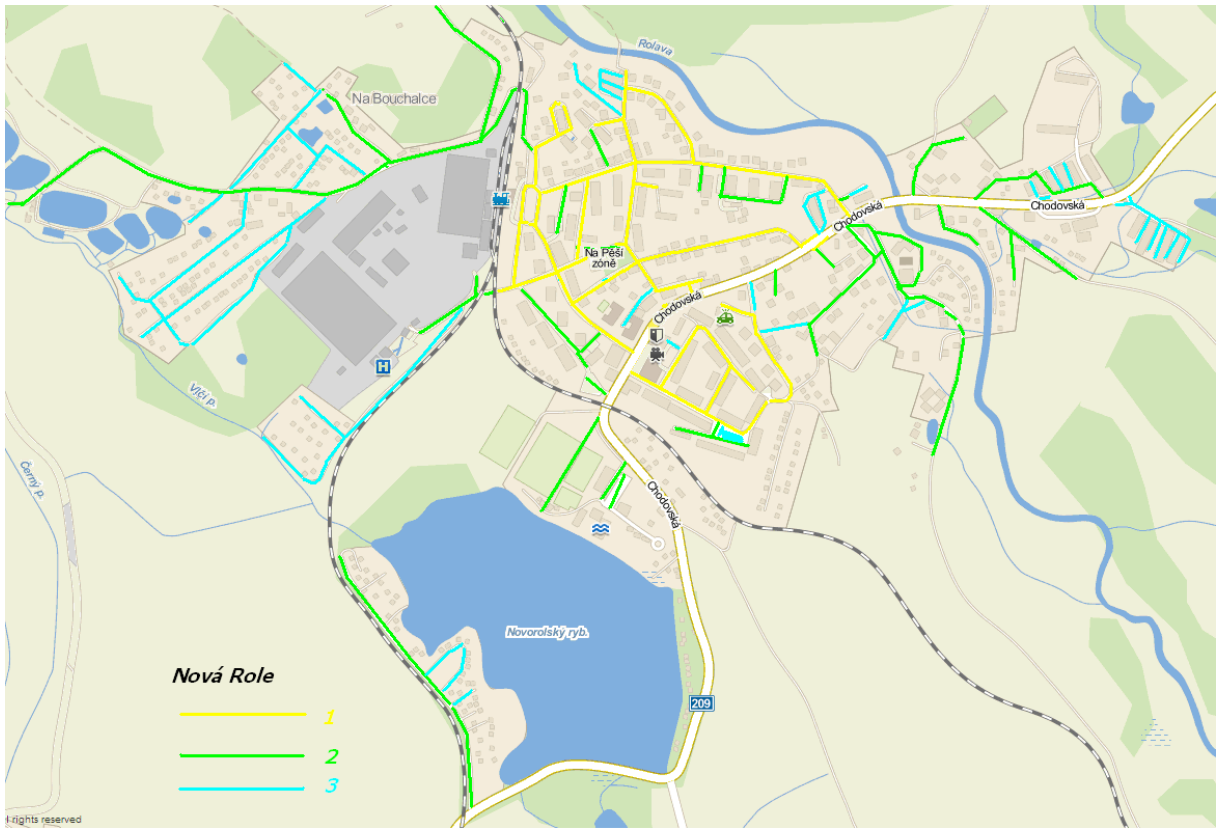 Rolava
Na Bouchalce
Chodovská
Chodovská
Na Pěší
zóně
Chodovská
H
Vlčí p.
Černý p.
Chodovská
Novorolský ryb.
Nová Role
209
1
2
3
rights reserved